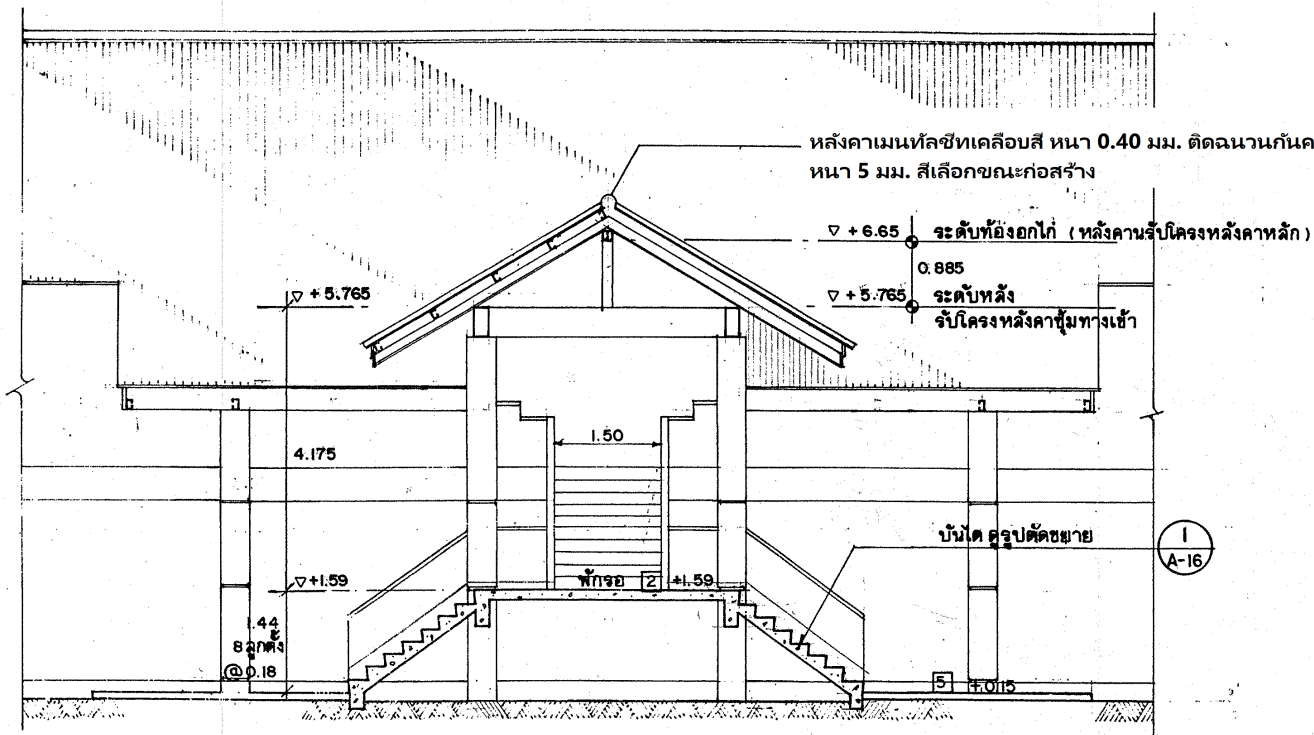 หลังคาเมนทัลชีทเคลือบสี หนา 0.40 มม. ติดฉนวนกันค
หนา 5 มม. สีเลือกขณะก่อสร้าง
+ 6.65 ระดับท้องอกไก่ (หลังคานรับโครงหลังคาหลัก)
0.885
+ 5.765
+ 5.765 ระดับหลัง
รับโครงหลังคาซุ้มทางเข้า
1.50
4.175
บันได ดูรูปตัดขยาย
1
A-16
+1.59
พักรอ 2 +1.59
1.44
8 ลูกตั้ง
@ 0.18
5 +0.115